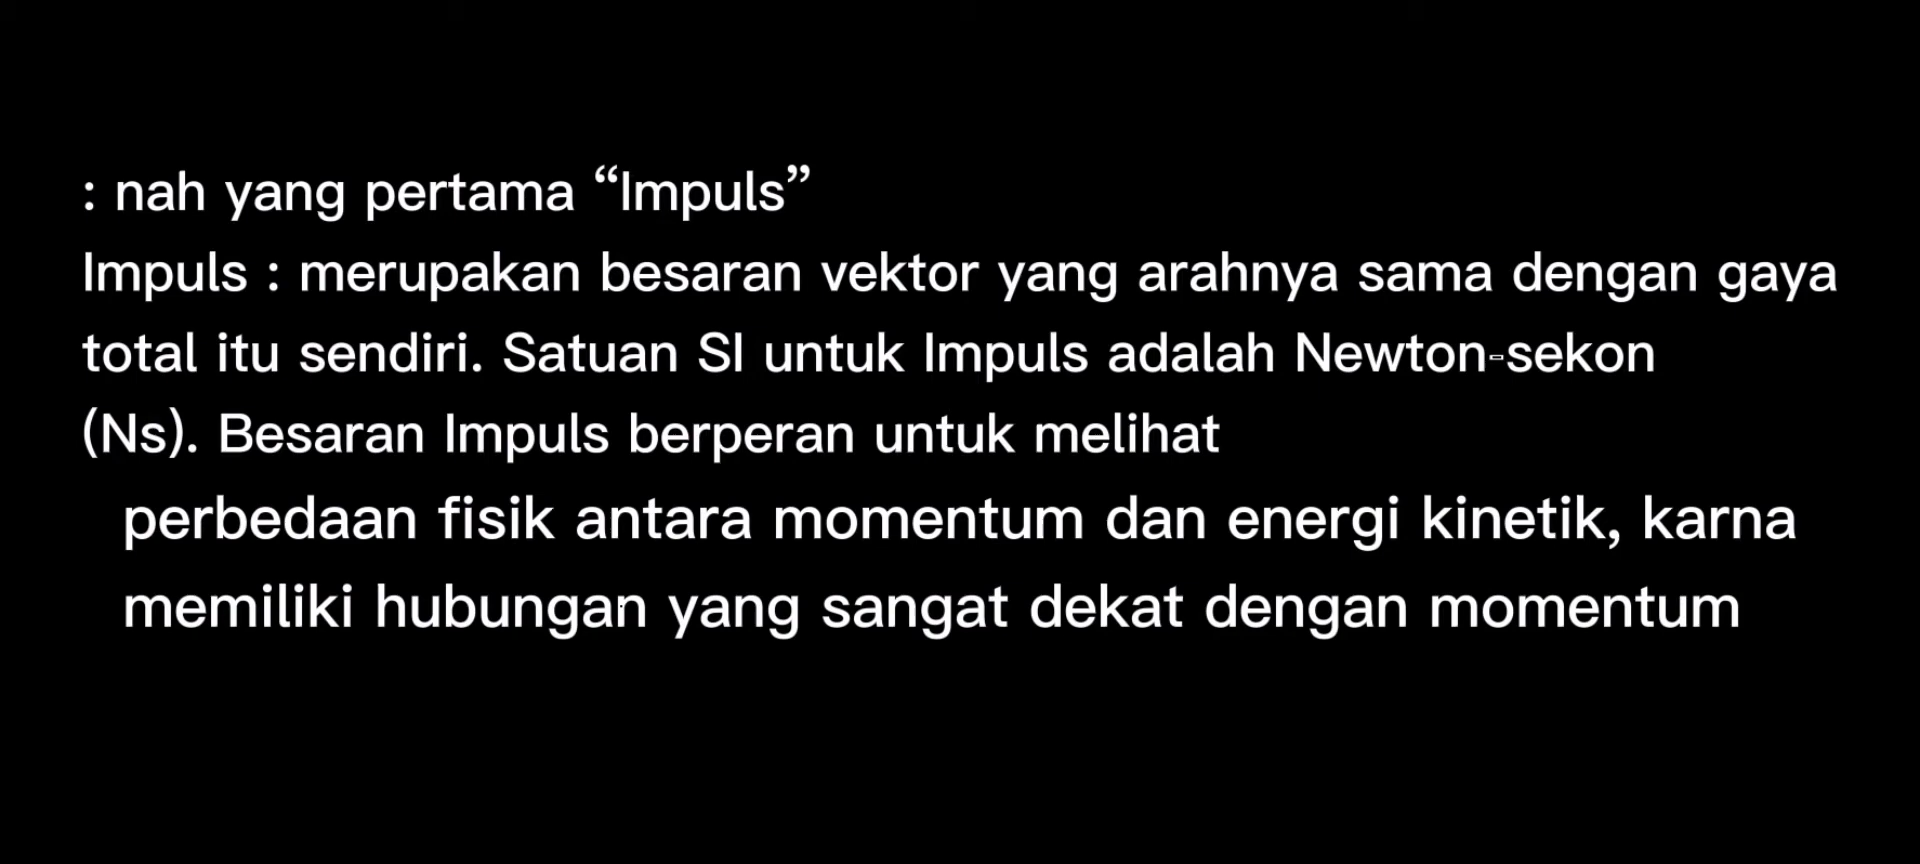 : nah yang pertama “Impuls”
Impuls : merupakan besaran vektor yang arahnya sama dengan gaya
total itu sendiri. Satuan SI untuk Impuls adalah Newton-sekon
(Ns). Besaran Impuls berperan untuk melihat
perbedaan fisik antara momentum dan energi kinetik, karna
memiliki hubungan yang sangat dekat dengan momentum